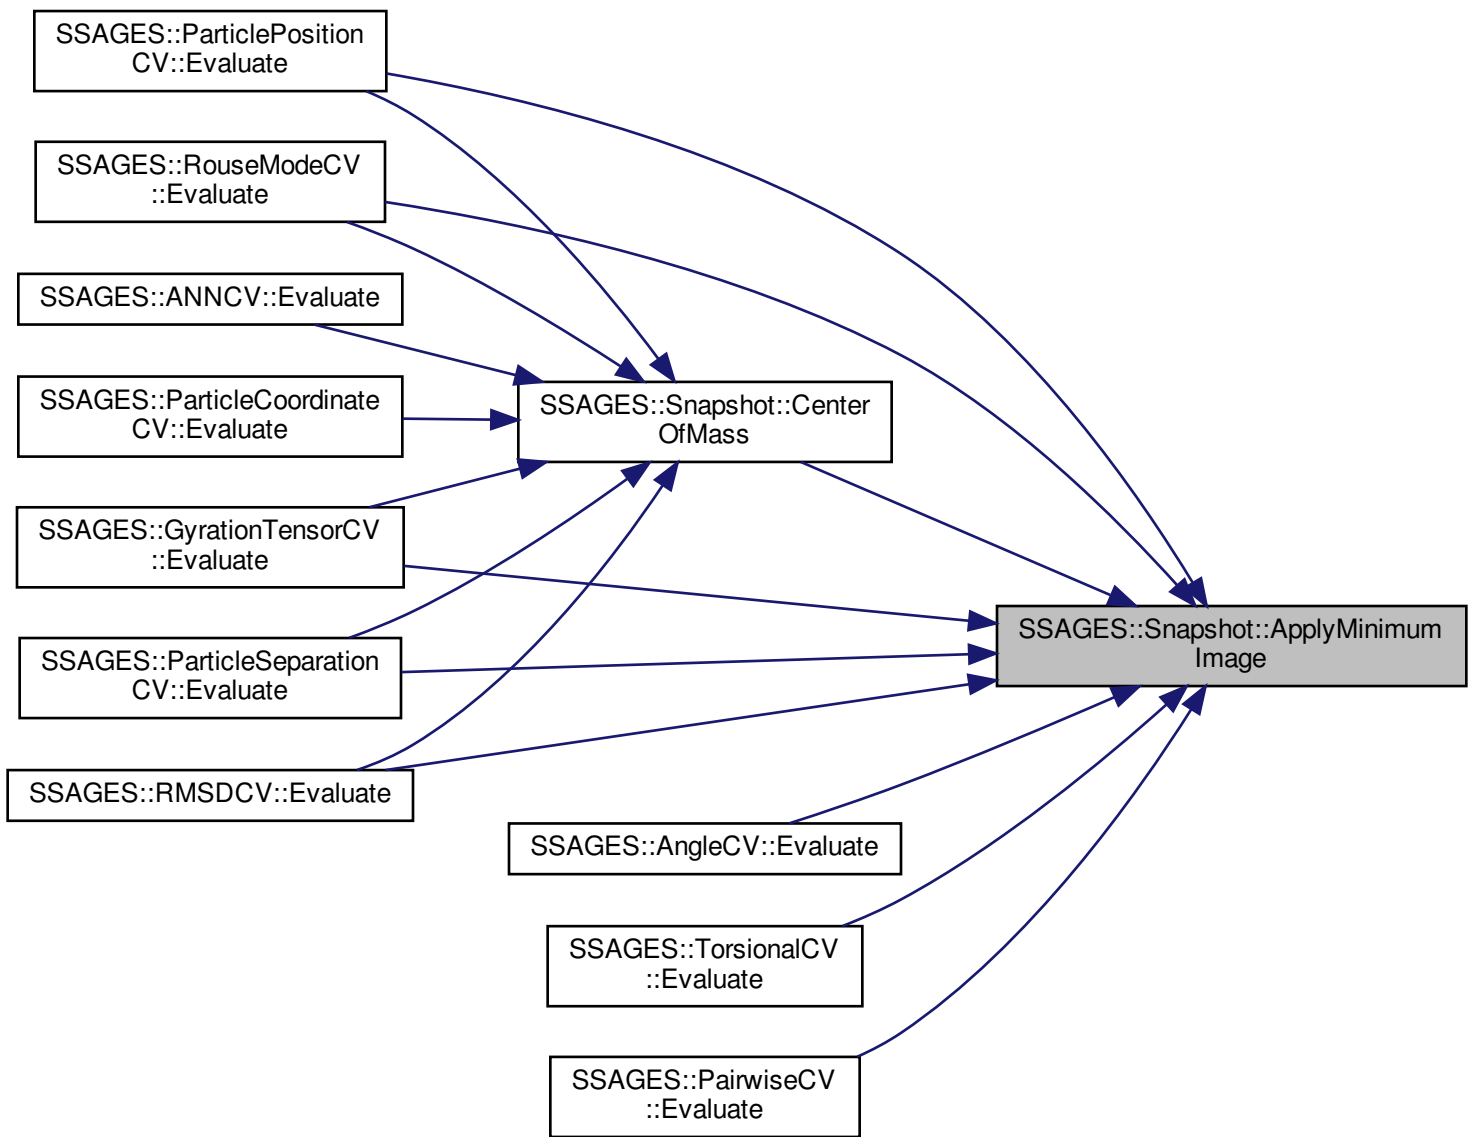 SSAGES::ParticlePosition
CV::Evaluate
SSAGES::RouseModeCV
::Evaluate
SSAGES::ANNCV::Evaluate
SSAGES::ParticleCoordinate
CV::Evaluate
SSAGES::GyrationTensorCV
::Evaluate
SSAGES::ParticleSeparation
CV::Evaluate
SSAGES::RMSDCV::Evaluate
SSAGES::Snapshot::Center
OfMass
SSAGES::AngleCV::Evaluate
SSAGES::TorsionalCV
::Evaluate
SSAGES::PairwiseCV
::Evaluate
SSAGES::Snapshot::ApplyMinimum
Image